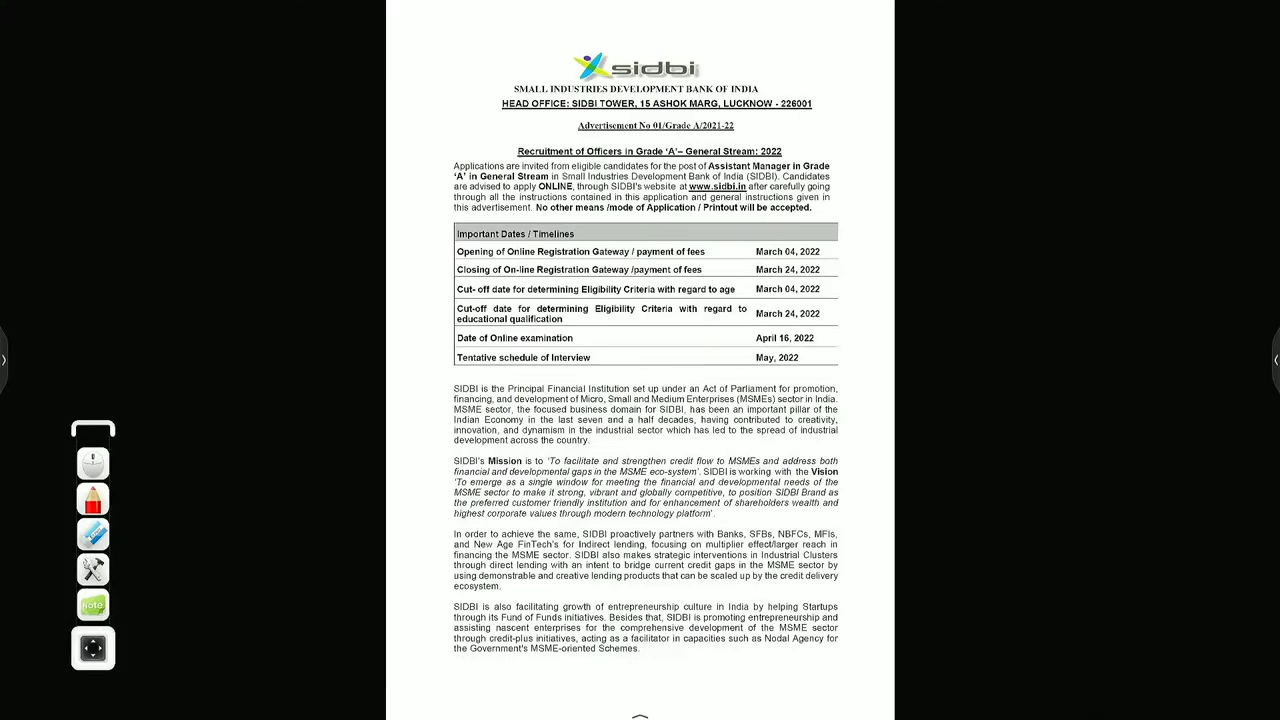 sidbi
SMALL INDUSTRIES DEVELOPMENT BANK OF INDIA
HEAD OFFICE: SIDBI TOWER, 15 ASHOK MARG, LUCKNOW - 226001
Advertisement No 01/Grade A/2021-22
Recruitment of Officers in Grade ‘A’– General Stream: 2022
Applications are invited from eligible candidates for the post of Assistant Manager in Grade
‘A’ in General Stream in Small Industries Development Bank of India (SIDBI). Candidates
are advised to apply ONLINE, through SIDBI's website at www.sidbi.in after carefully going
through all the instructions contained in this application and general instructions given in
this advertisement. No other means /mode of Application / Printout will be accepted.
Important Dates / Timelines
Opening of Online Registration Gateway / payment of fees March 04, 2022
Closing of On-line Registration Gateway /payment of fees March 24, 2022
Cut- off date for determining Eligibility Criteria with regard to age March 04, 2022
Cut-off date for determining Eligibility Criteria with regard to
educational qualification March 24, 2022
Date of Online examination April 16, 2022
Tentative schedule of Interview May, 2022
SIDBI is the Principal Financial Institution set up under an Act of Parliament for promotion,
financing, and development of Micro, Small and Medium Enterprises (MSMEs) sector in India.
MSME sector, the focused business domain for SIDBI, has been an important pillar of the
Indian Economy in the last seven and a half decades, having contributed to creativity,
innovation, and dynamism in the industrial sector which has led to the spread of industrial
development across the country.
SIDBI's Mission is to ‘To facilitate and strengthen credit flow to MSMEs and address both
financial and developmental gaps in the MSME eco-system’. SIDBI is working with the Vision
‘To emerge as a single window for meeting the financial and developmental needs of the
MSME sector to make it strong, vibrant and globally competitive, to position SIDBI Brand as
the preferred customer friendly institution and for enhancement of shareholders wealth and
highest corporate values through modern technology platform’.
In order to achieve the same, SIDBI proactively partners with Banks, SFBs, NBFCs, MFIs,
and New Age FinTech's for Indirect lending, focusing on multiplier effect/larger reach in
financing the MSME sector. SIDBI also makes strategic interventions in Industrial Clusters
through direct lending with an intent to bridge current credit gaps in the MSME sector by
using demonstrable and creative lending products that can be scaled up by the credit delivery
ecosystem.
SIDBI is also facilitating growth of entrepreneurship culture in India by helping Startups
through its Fund of Funds initiatives. Besides that, SIDBI is promoting entrepreneurship and
assisting nascent enterprises for the comprehensive development of the MSME sector
through credit-plus initiatives, acting as a facilitator in capacities such as Nodal Agency for
the Government's MSME-oriented Schemes.
Note